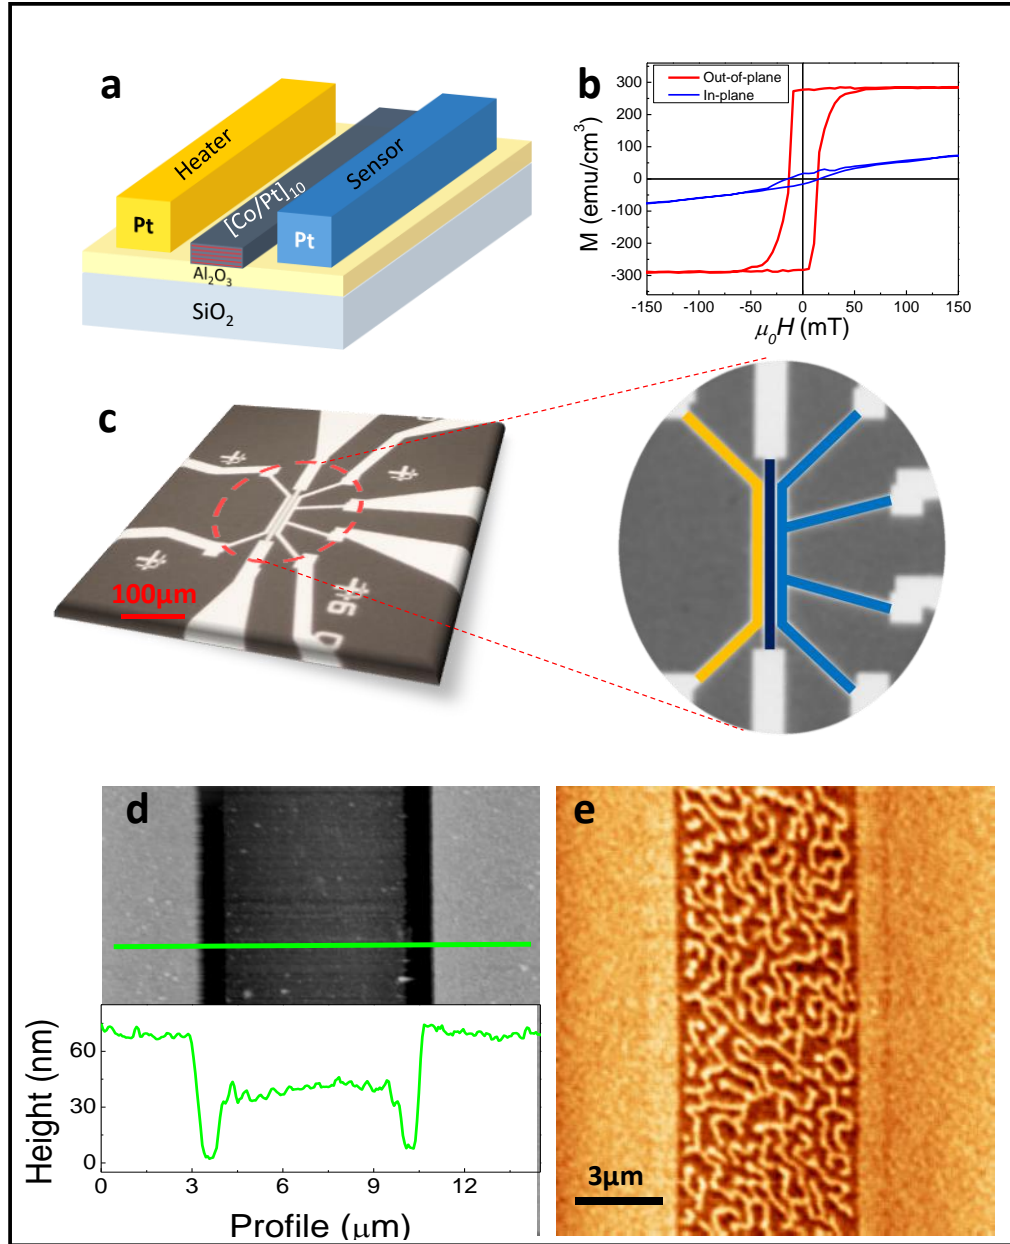 a
Heater
Pt
[Co/Pt]10
Sensor
Pt
Al2O3
SiO2
b
Out-of-plane
In-plane
M (emu/cm3)
300
200
100
0
-100
-200
-300
-150
-100
-50
0
50
100
150
μ0H (mT)
c
100μm
#6
D
d
Height (nm)
60
30
0
0
3
6
9
12
Profile (μm)
e
3μm